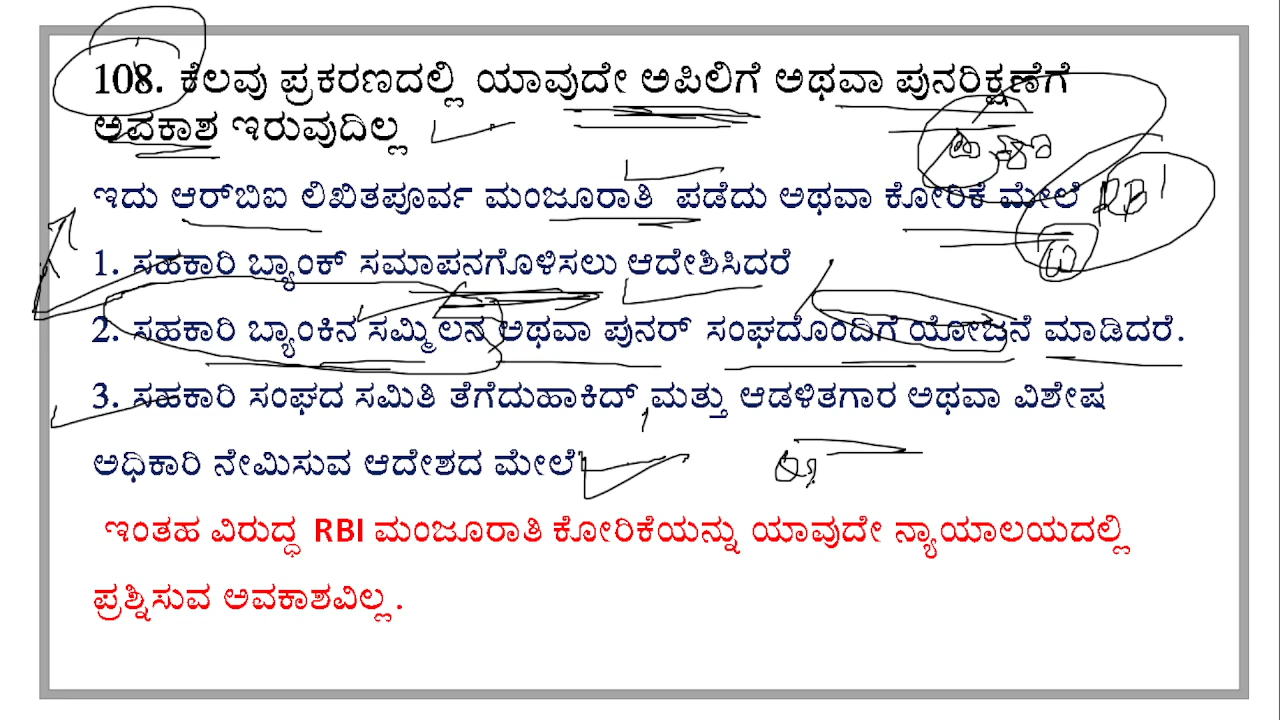 108. ಕೆಲವು ಪ್ರಕರಣದಲ್ಲಿ ಯಾವುದೇ ಅಪಿಲಿಗೆ ಅಥವಾ ಪುನರಿಕ್ಷಣೆಗೆ
ಅವಕಾಶ ಇರುವುದಿಲ್ಲ
ಇದು ಆರ್‌ಬಿಐ ಲಿಖಿತಪೂರ್ವ ಮಂಜೂರಾತಿ ಪಡೆದು ಅಥವಾ ಕೋರಿಕೆ ಮೇಲೆ RBI
1. ಸಹಕಾರಿ ಬ್ಯಾಂಕ್ ಸಮಾಪನಗೊಳಿಸಲು ಆದೇಶಿಸಿದರೆ
2. ಸಹಕಾರಿ ಬ್ಯಾಂಕಿನ ಸಮ್ಮಿಲನ ಅಥವಾ ಪುನರ್ ಸಂಘದೊಂದಿಗೆ ಯೋಜನೆ ಮಾಡಿದರೆ.
3. ಸಹಕಾರಿ ಸಂಘದ ಸಮಿತಿ ತೆಗೆದುಹಾಕಿದ್ ಮತ್ತು ಆಡಳಿತಗಾರ ಅಥವಾ ವಿಶೇಷ
ಅಧಿಕಾರಿ ನೇಮಿಸುವ ಆದೇಶದ ಮೇಲೆ
ಇಂತಹ ವಿರುದ್ಧ RBI ಮಂಜೂರಾತಿ ಕೋರಿಕೆಯನ್ನು ಯಾವುದೇ ನ್ಯಾಯಾಲಯದಲ್ಲಿ
ಪ್ರಶ್ನಿಸುವ ಅವಕಾಶವಿಲ್ಲ.